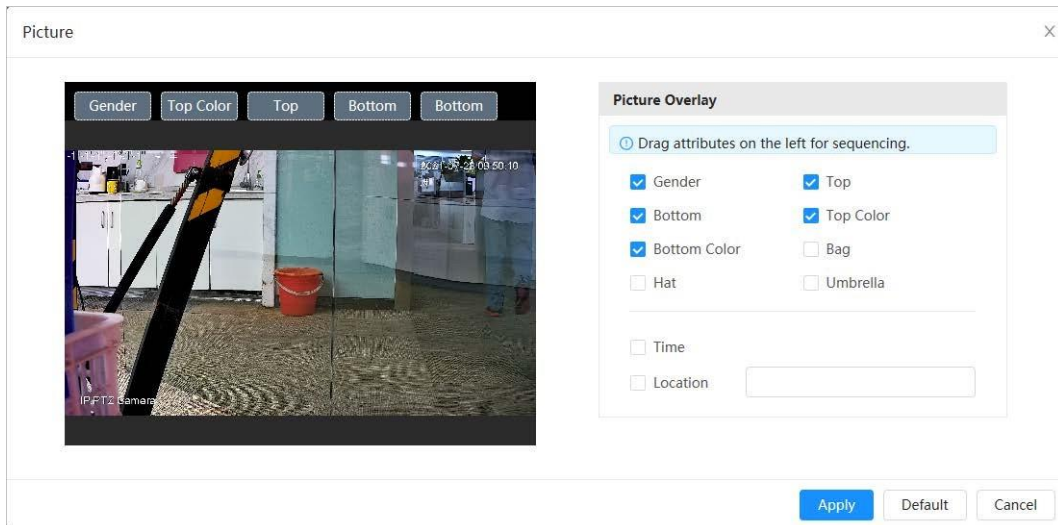 Picture
X
Gender Top Color Top Bottom Bottom
IP PTZ Camera
Picture Overlay
Drag attributes on the left for sequencing.
Gender Top
Bottom Top Color
Bottom Color Bag
Hat Umbrella
Time
Location
Apply Default Cancel